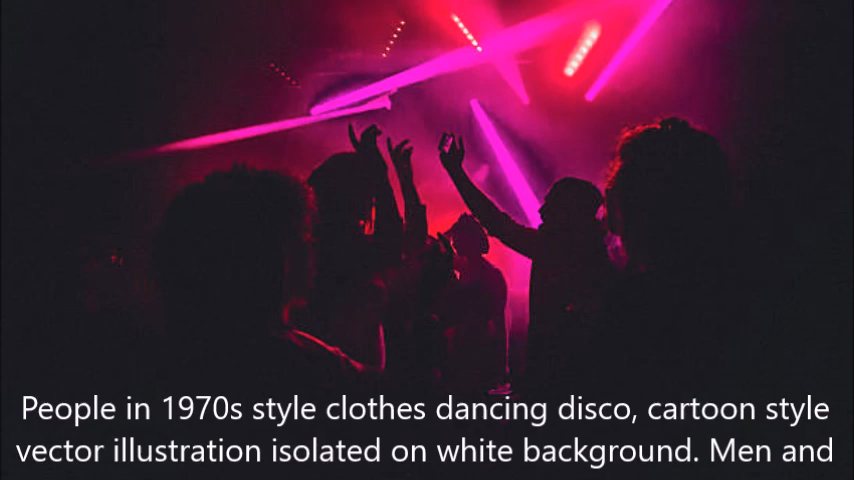 People in 1970s style clothes dancing disco, cartoon style
vector illustration isolated on white background. Men and